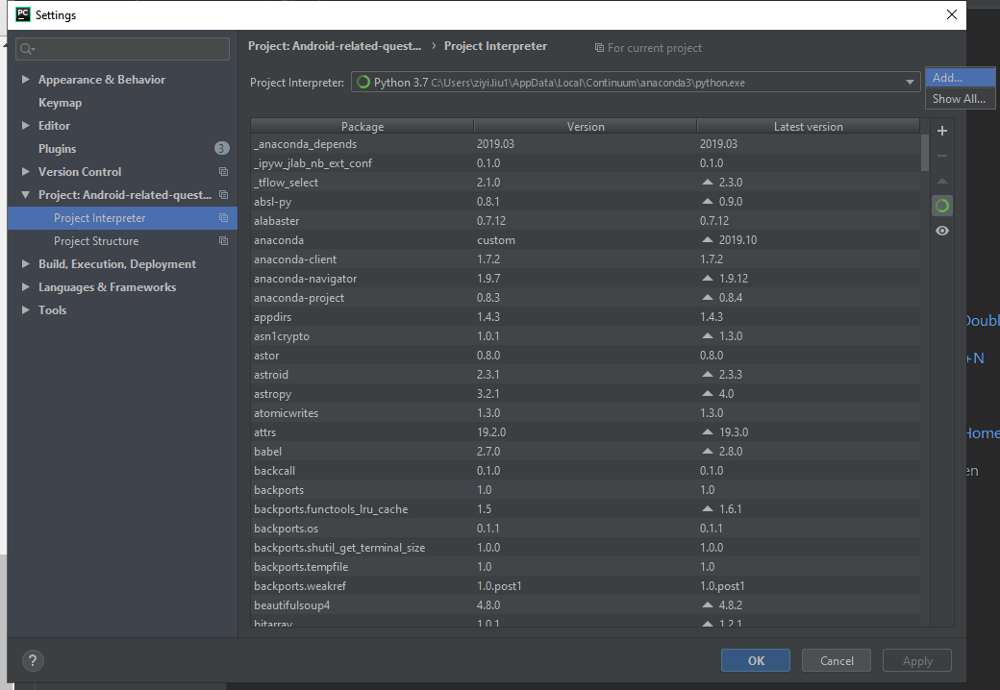 PC Settings
Project: Android-related-quest... › Project Interpreter For current project
Appearance & Behavior
Keymap
Editor
Plugins 3
Version Control
Project: Android-related-quest...
Project Interpreter
Project Structure
Build, Execution, Deployment
Languages & Frameworks
Tools
Project Interpreter: Python 3.7 C:\Users\ziyi.liu1\AppData\Local\Continuum\anaconda3\python.exe
Add...
Show All...
Package Version Latest version
_anaconda_depends 2019.03 2019.03
_ipyw_jlab_nb_ext_conf 0.1.0 0.1.0
_tflow_select 2.1.0 2.3.0
absl-py 0.8.1 0.9.0
alabaster 0.7.12 0.7.12
anaconda custom 2019.10
anaconda-client 1.7.2 1.7.2
anaconda-navigator 1.9.7 1.9.12
anaconda-project 0.8.3 0.8.4
appdirs 1.4.3 1.4.3
asn1crypto 1.0.1 1.3.0
astor 0.8.0 0.8.0
astroid 2.3.1 2.3.3
astropy 3.2.1 4.0
atomicwrites 1.3.0 1.3.0
attrs 19.2.0 19.3.0
babel 2.7.0 2.8.0
backcall 0.1.0 0.1.0
backports 1.0 1.0
backports.functools_lru_cache 1.5 1.6.1
backports.os 0.1.1 0.1.1
backports.shutil_get_terminal_size 1.0.0 1.0.0
backports.tempfile 1.0 1.0
backports.weakref 1.0.post1 1.0.post1
beautifulsoup4 4.8.0 4.8.2
bitarray 1.0.1 1.2.1
Doubl
+N
Home
en
? OK Cancel Apply